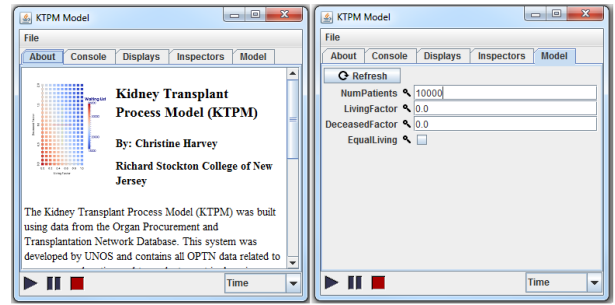 KTPM Model
File
About Console Displays Inspectors Model
Waiting List
Kidney Transplant
Process Model (KTPM)
By: Christine Harvey
Richard Stockton College of New
Jersey
The Kidney Transplant Process Model (KTPM) was built
using data from the Organ Procurement and
Transplantation Network Database. This system was
developed by UNOS and contains all OPTN data related to
Time
KTPM Model
File
About Console Displays Inspectors Model
Refresh
NumPatients 10000
LivingFactor 0.0
DeceasedFactor 0.0
EqualLiving
Time